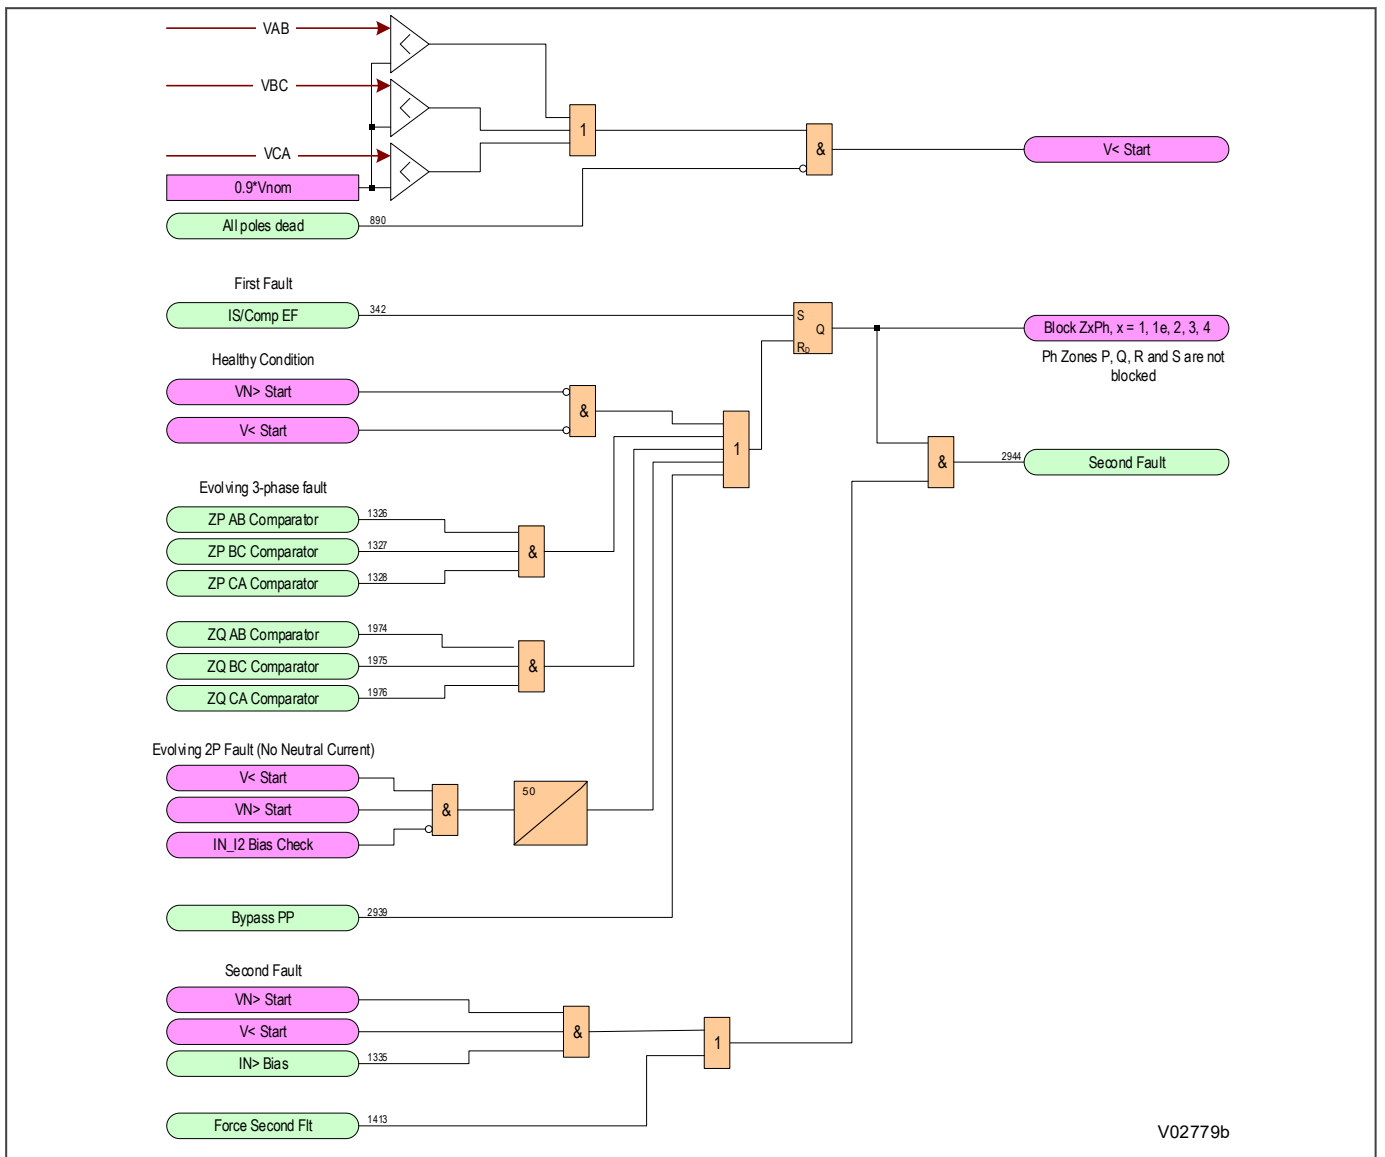 VAB
VBC
1
&
V< Start
VCA
0.9*Vnom
All poles dead
890
First Fault
IS/Comp EF
342
S
Q
RD
Block ZxPh, x = 1, 1e, 2, 3, 4
Ph Zones P, Q, R and S are not
blocked
Healthy Condition
VN> Start
V< Start
&
1
&
2944
Second Fault
Evolving 3-phase fault
ZP AB Comparator
1326
ZP BC Comparator
1327
&
ZP CA Comparator
1328
ZQ AB Comparator
1974
ZQ BC Comparator
1975
&
ZQ CA Comparator
1976
Evolving 2P Fault (No Neutral Current)
V< Start
VN> Start
&
50
IN_I2 Bias Check
Bypass PP
2939
Second Fault
VN> Start
V< Start
&
1
IN> Bias
1335
Force Second Flt
1413
V02779b